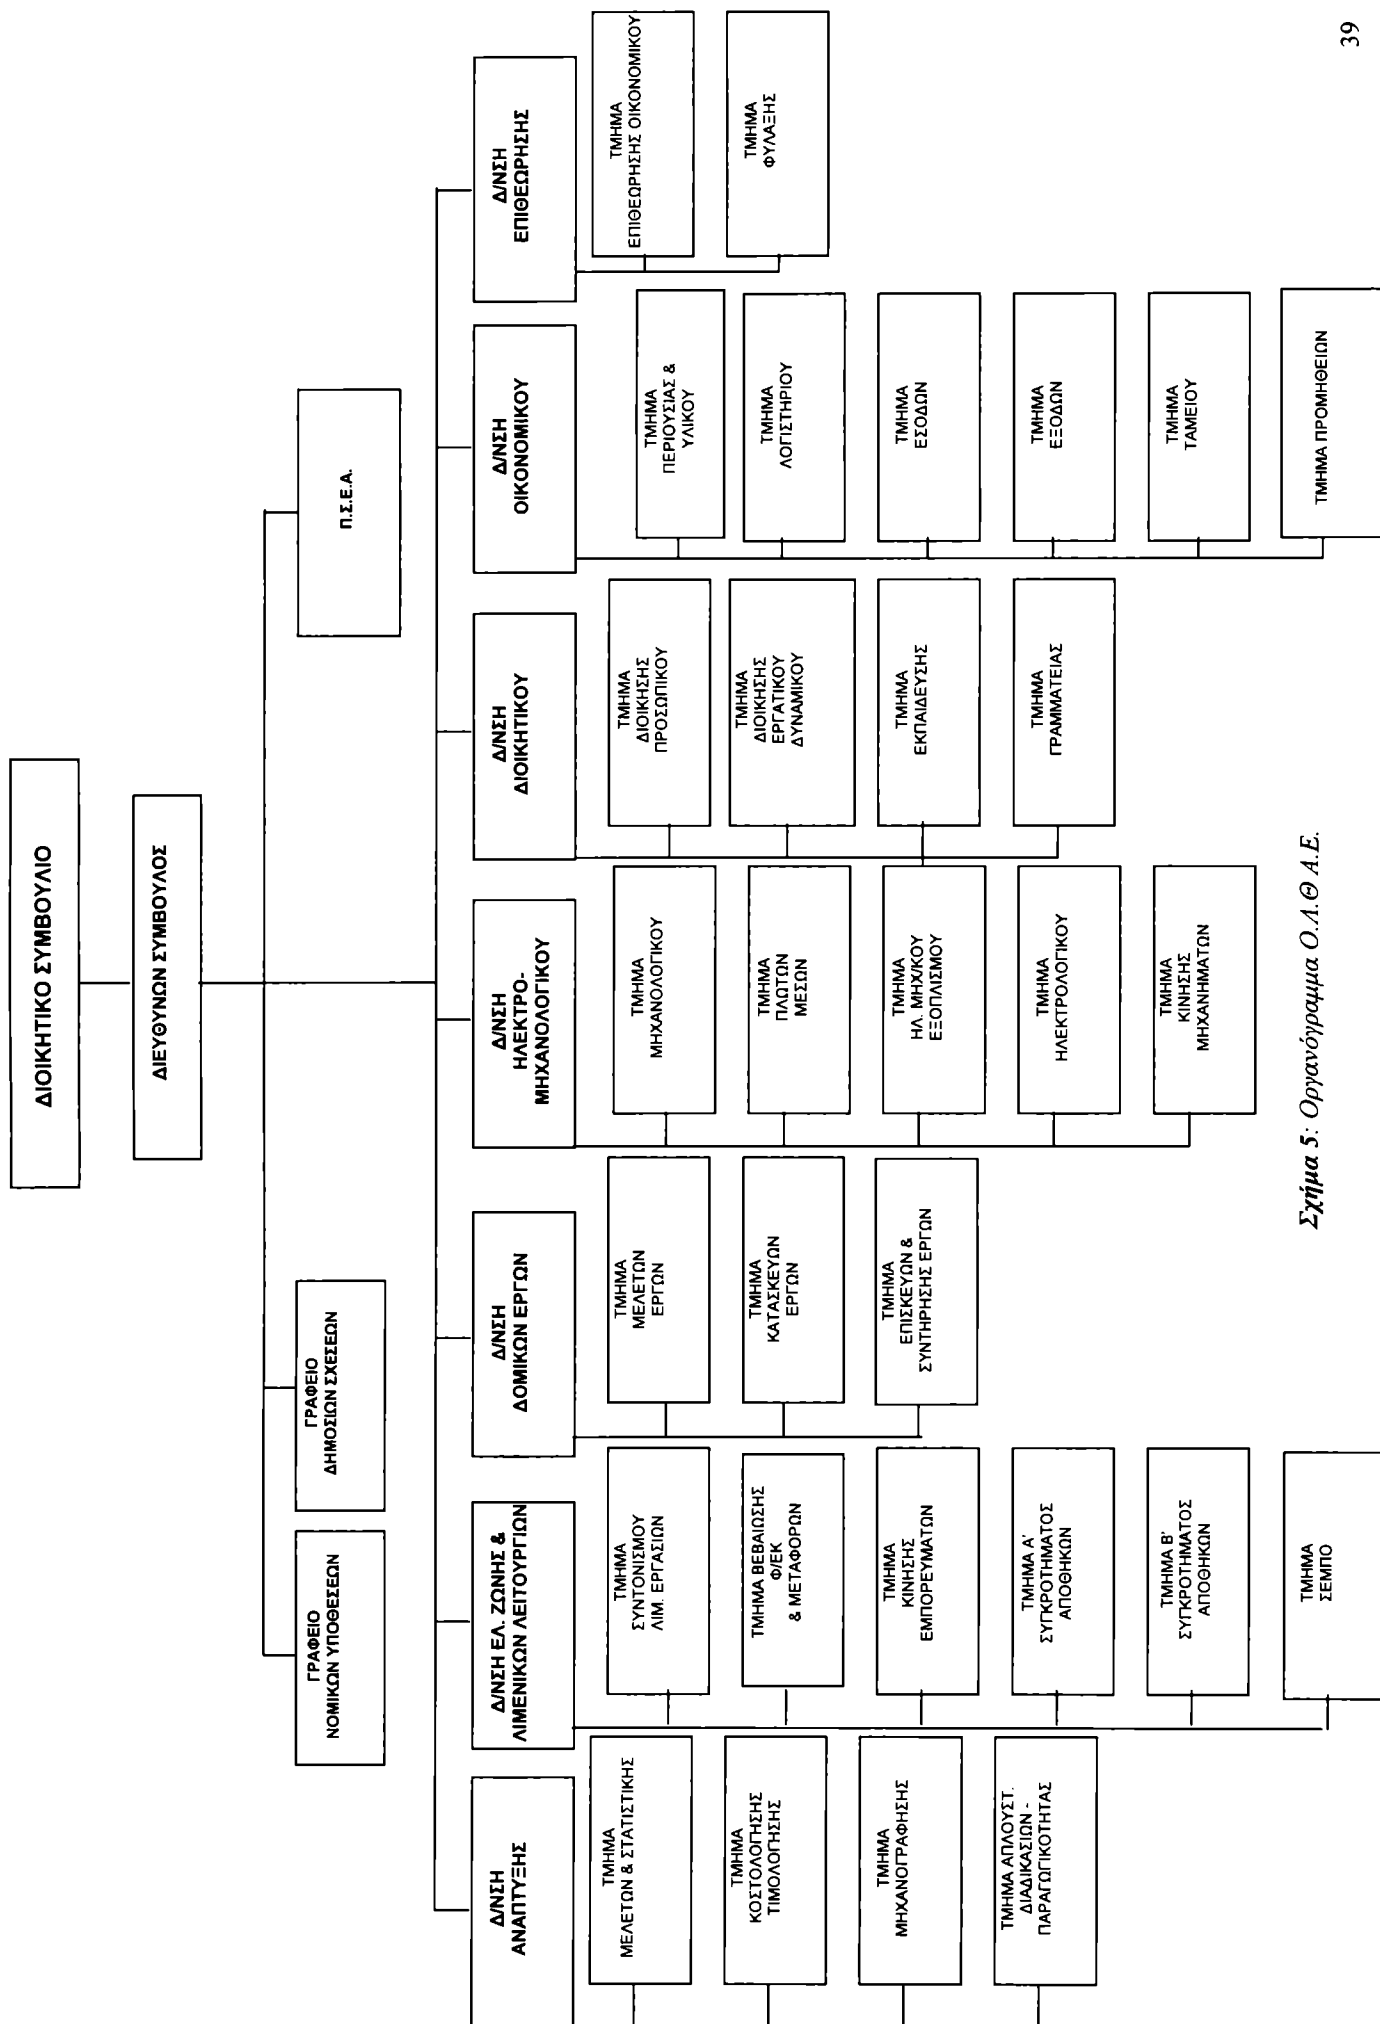 ΔΙΟΙΚΗΤΙΚΟ ΣΥΜΒΟΥΛΙΟ
ΔΙΕΥΘΥΝΩΝ ΣΥΜΒΟΥΛΟΣ
ΓΡΑΦΕΙΟ
ΝΟΜΙΚΩΝ ΥΠΟΘΕΣΕΩΝ
ΓΡΑΦΕΙΟ
ΔΗΜΟΣΙΩΝ ΣΧΕΣΕΩΝ
Π.Σ.Ε.Α.
Δ/ΝΣΗ
ΑΝΑΠΤΥΞΗΣ
ΤΜΗΜΑ
ΜΕΛΕΤΩΝ & ΣΤΑΤΙΣΤΙΚΗΣ
ΤΜΗΜΑ
ΚΟΣΤΟΛΟΓΗΣΗΣ
ΤΙΜΟΛΟΓΗΣΗΣ
ΤΜΗΜΑ
ΜΗΧΑΝΟΓΡΑΦΗΣΗΣ
ΤΜΗΜΑ ΑΠΛΟΥΣΤ.
ΔΙΑΔΙΚΑΣΙΩΝ -
ΠΑΡΑΓΩΓΙΚΟΤΗΤΑΣ
Δ/ΝΣΗ ΕΛ. ΖΩΝΗΣ &
ΛΙΜΕΝΙΚΩΝ ΛΕΙΤΟΥΡΓΙΩΝ
ΤΜΗΜΑ
ΣΥΝΤΟΝΙΣΜΟΥ
ΛΙΜ. ΕΡΓΑΣΙΩΝ
ΤΜΗΜΑ ΒΕΒΑΙΩΣΗΣ
Φ/ΕΚ
& ΜΕΤΑΦΟΡΩΝ
ΤΜΗΜΑ
ΚΙΝΗΣΗΣ
ΕΜΠΟΡΕΥΜΑΤΩΝ
ΤΜΗΜΑ Α'
ΣΥΓΚΡΟΤΗΜΑΤΟΣ
ΑΠΟΘΗΚΩΝ
ΤΜΗΜΑ Β'
ΣΥΓΚΡΟΤΗΜΑΤΟΣ
ΑΠΟΘΗΚΩΝ
ΤΜΗΜΑ
ΣΕΜΠΟ
Δ/ΝΣΗ
ΔΟΜΙΚΩΝ ΕΡΓΩΝ
ΤΜΗΜΑ
ΜΕΛΕΤΩΝ
ΕΡΓΩΝ
ΤΜΗΜΑ
ΚΑΤΑΣΚΕΥΩΝ
ΕΡΓΩΝ
ΤΜΗΜΑ
ΕΠΙΣΚΕΥΩΝ &
ΣΥΝΤΗΡΗΣΗΣ ΕΡΓΩΝ
Δ/ΝΣΗ
ΗΛΕΚΤΡΟ-
ΜΗΧΑΝΟΛΟΓΙΚΟΥ
ΤΜΗΜΑ
ΜΗΧΑΝΟΛΟΓΙΚΟΥ
ΤΜΗΜΑ
ΠΛΩΤΩΝ
ΜΕΣΩΝ
ΤΜΗΜΑ
ΗΛ. ΜΗΧ/ΚΟΥ
ΕΞΟΠΛΙΣΜΟΥ
ΤΜΗΜΑ
ΗΛΕΚΤΡΟΛΟΓΙΚΟΥ
ΤΜΗΜΑ
ΚΙΝΗΣΗΣ
ΜΗΧΑΝΗΜΑΤΩΝ
Δ/ΝΣΗ
ΔΙΟΙΚΗΤΙΚΟΥ
ΤΜΗΜΑ
ΔΙΟΙΚΗΣΗΣ
ΠΡΟΣΩΠΙΚΟΥ
ΤΜΗΜΑ
ΔΙΟΙΚΗΣΗΣ
ΕΡΓΑΤΙΚΟΥ
ΔΥΝΑΜΙΚΟΥ
ΤΜΗΜΑ
ΕΚΠΑΙΔΕΥΣΗΣ
ΤΜΗΜΑ
ΓΡΑΜΜΑΤΕΙΑΣ
Δ/ΝΣΗ
ΟΙΚΟΝΟΜΙΚΟΥ
ΤΜΗΜΑ
ΠΕΡΙΟΥΣΙΑΣ &
ΥΛΙΚΟΥ
ΤΜΗΜΑ
ΛΟΓΙΣΤΗΡΙΟΥ
ΤΜΗΜΑ
ΕΣΟΔΩΝ
ΤΜΗΜΑ
ΕΞΟΔΩΝ
ΤΜΗΜΑ
ΤΑΜΕΙΟΥ
ΤΜΗΜΑ ΠΡΟΜΗΘΕΙΩΝ
Δ/ΝΣΗ
ΕΠΙΘΕΩΡΗΣΗΣ
ΤΜΗΜΑ
ΕΠΙΘΕΩΡΗΣΗΣ ΟΙΚΟΝΟΜΙΚΟΥ
ΤΜΗΜΑ
ΦΥΛΑΞΗΣ
Σχήμα 5: Οργανόγραμμα Ο.Λ.Θ Α.Ε.
39